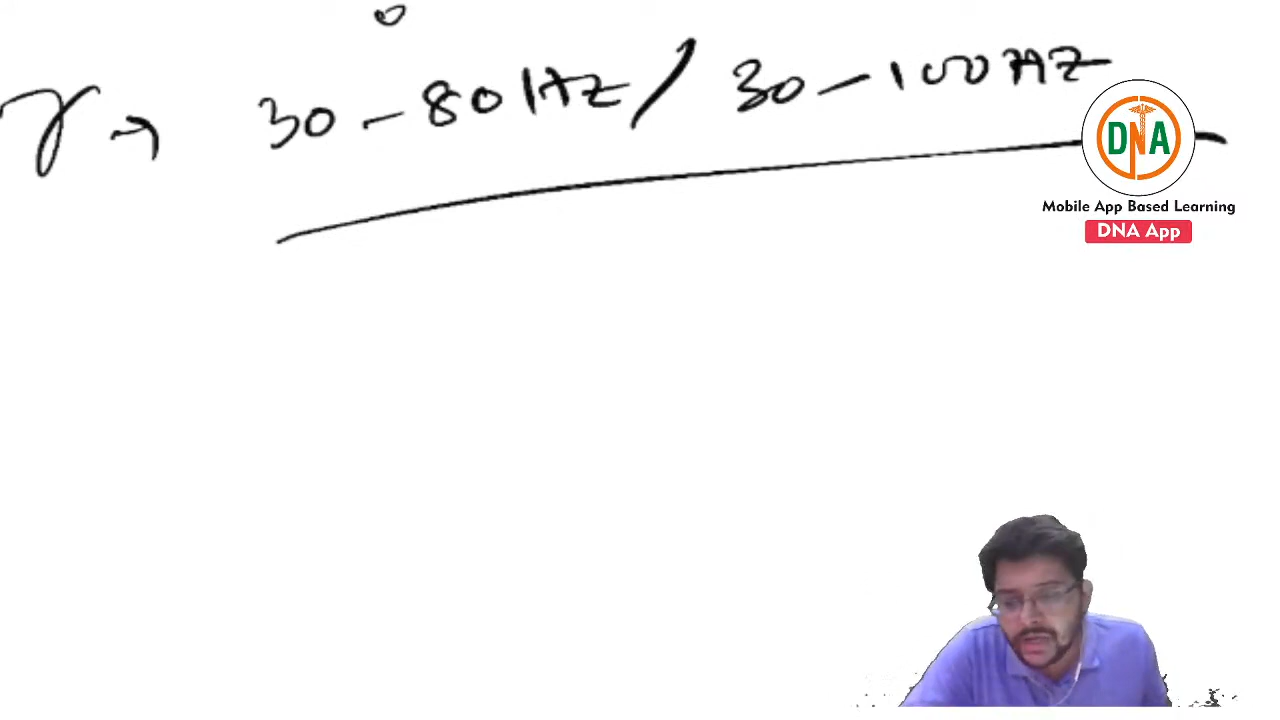 γ → 30 – 80 Hz / 30 – 100 Hz
DNA
Mobile App Based Learning
DNA App